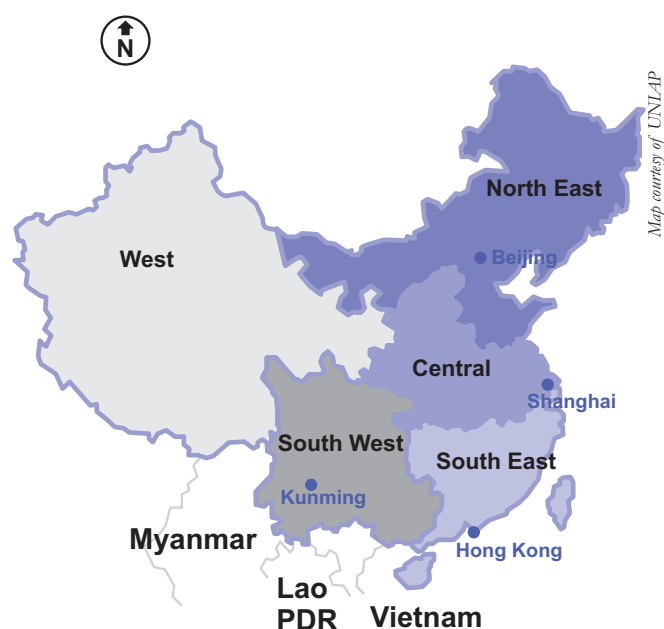 N
Map courtesy of UNIAP
North East
West
Beijing
Central
Shanghai
South West
South East
Kunming
Myanmar
Hong Kong
Lao
PDR
Vietnam